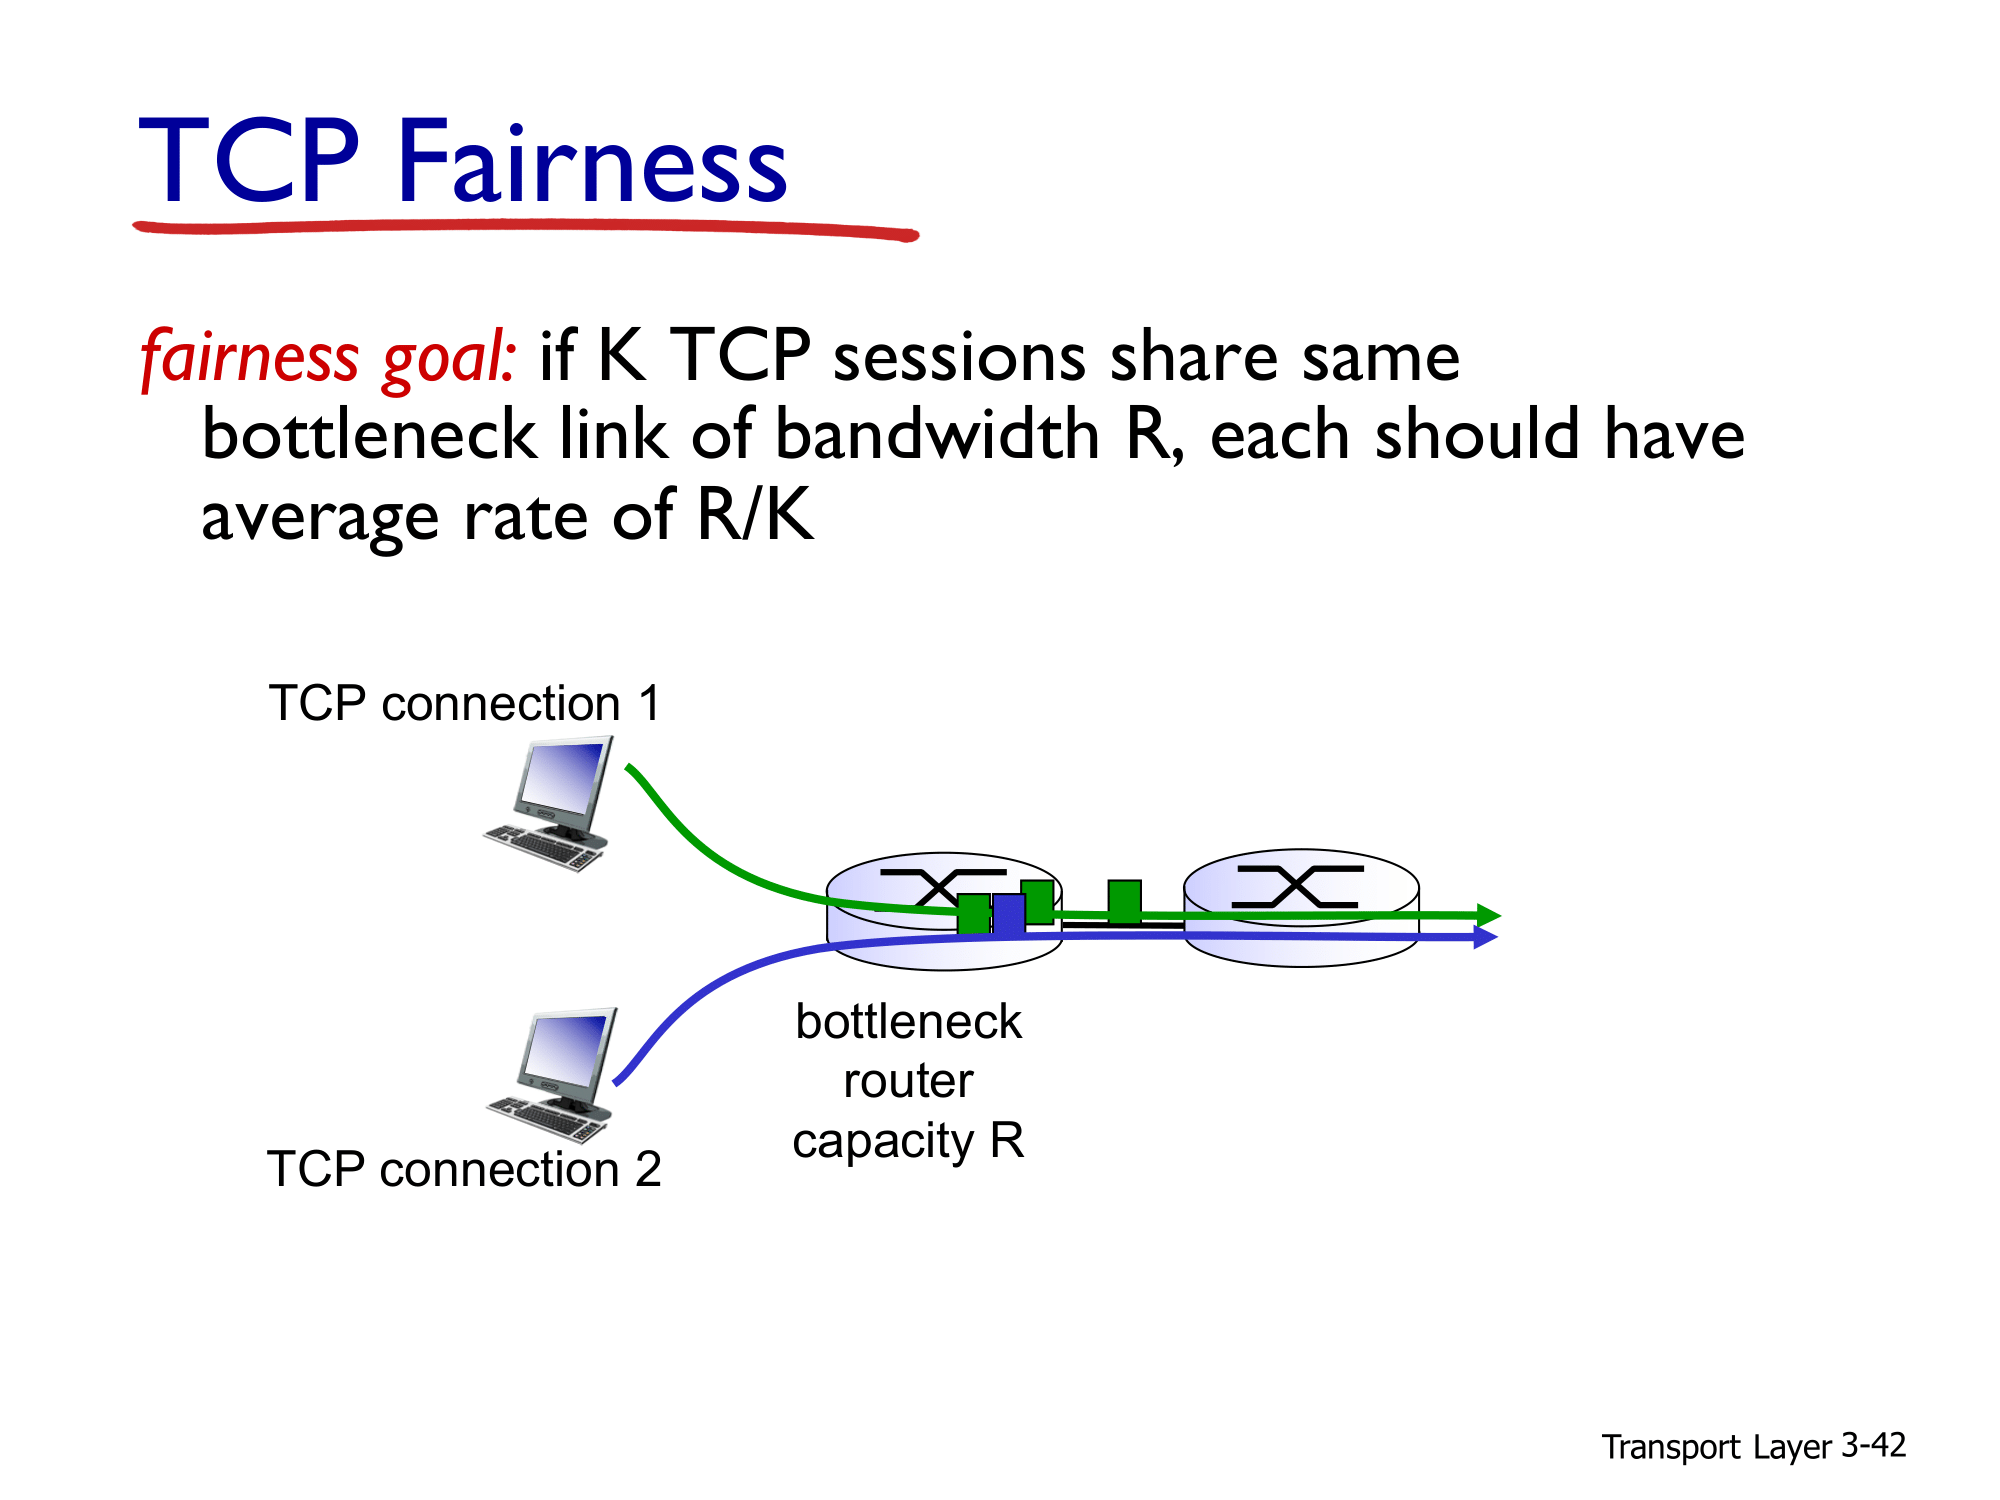 TCP Fairness
fairness goal: if K TCP sessions share same
bottleneck link of bandwidth R, each should have
average rate of R/K
TCP connection 1
bottleneck
router
capacity R
TCP connection 2
Transport Layer 3-42